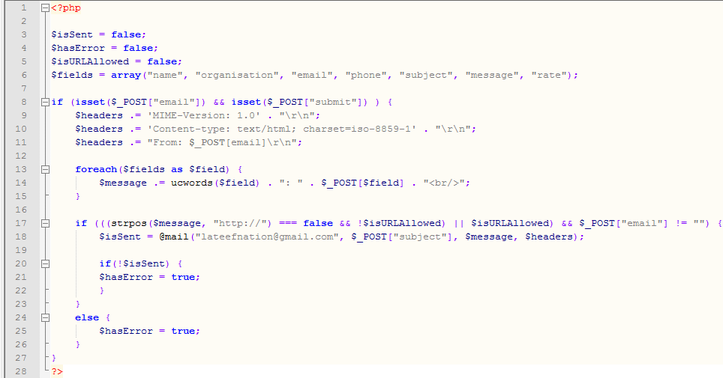 1 <?php
2
3 $isSent = false;
4 $hasError = false;
5 $isURLAllowed = false;
6 $fields = array("name", "organisation", "email", "phone", "subject", "message", "rate");
7
8 if (isset($_POST["email"]) && isset($_POST["submit"]) ) {
9 $headers .= 'MIME-Version: 1.0' . "\r\n";
10 $headers .= 'Content-type: text/html; charset=iso-8859-1' . "\r\n";
11 $headers .= "From: $_POST[email]\r\n";
12
13 foreach($fields as $field) {
14 $message .= ucwords($field) . ": " . $_POST[$field] . "<br/>";
15 }
16
17 if (((strpos($message, "http://") === false && !$isURLAllowed) || $isURLAllowed) && $_POST["email"] != "") {
18 $isSent = @mail("lateefnation@gmail.com", $_POST["subject"], $message, $headers);
19
20 if(!$isSent) {
21 $hasError = true;
22 }
23 }
24 else {
25 $hasError = true;
26 }
27 }
28 ?>